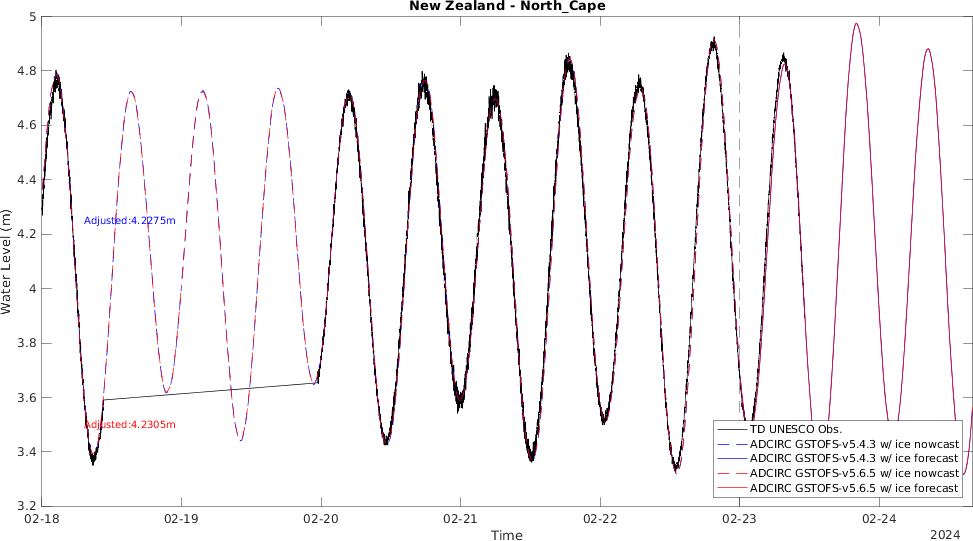 New Zealand - North_Cape
Water Level (m)
5
4.8
4.6
4.4
4.2
4
3.8
3.6
3.4
3.2
Adjusted:4.2275m
Adjusted:4.2305m
TD UNESCO Obs.
ADCIRC GSTOFS-v5.4.3 w/ ice nowcast
ADCIRC GSTOFS-v5.4.3 w/ ice forecast
ADCIRC GSTOFS-v5.6.5 w/ ice nowcast
ADCIRC GSTOFS-v5.6.5 w/ ice forecast
02-18 02-19 02-20 02-21 02-22 02-23 02-24
Time
2024